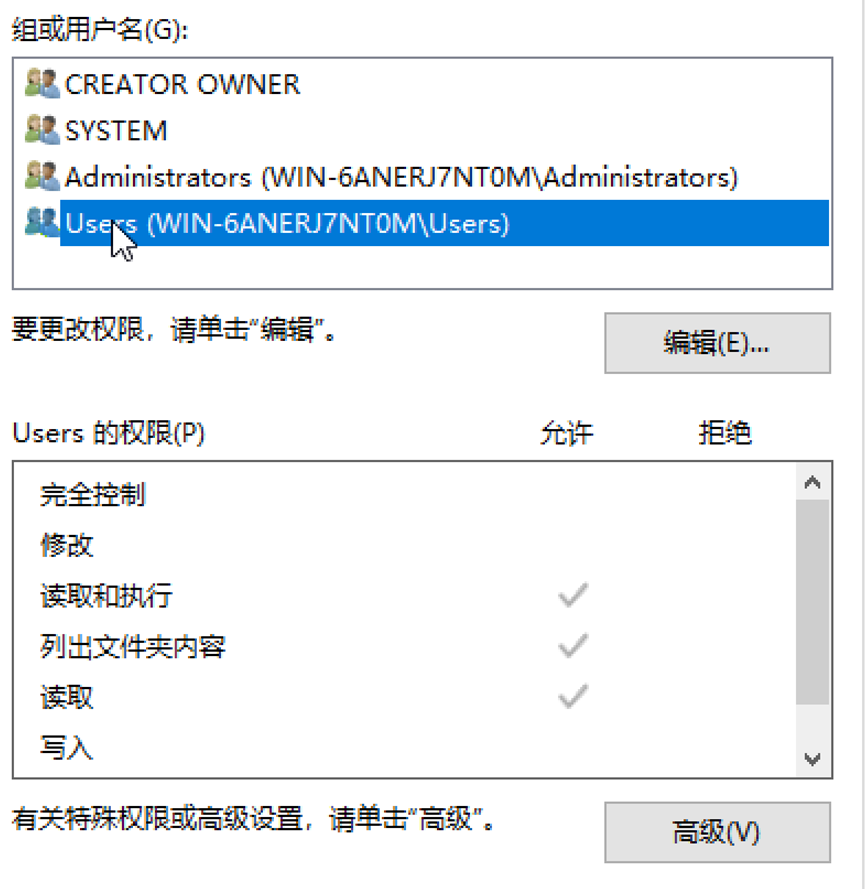 组或用户名(G):
CREATOR OWNER
SYSTEM
Administrators (WIN-6ANERJ7NT0M\Administrators)
Users (WIN-6ANERJ7NT0M\Users)
要更改权限，请单击“编辑”。
编辑(E)...
Users 的权限(P) 允许 拒绝
完全控制
修改
读取和执行
列出文件夹内容
读取
写入
有关特殊权限或高级设置，请单击“高级”。
高级(V)